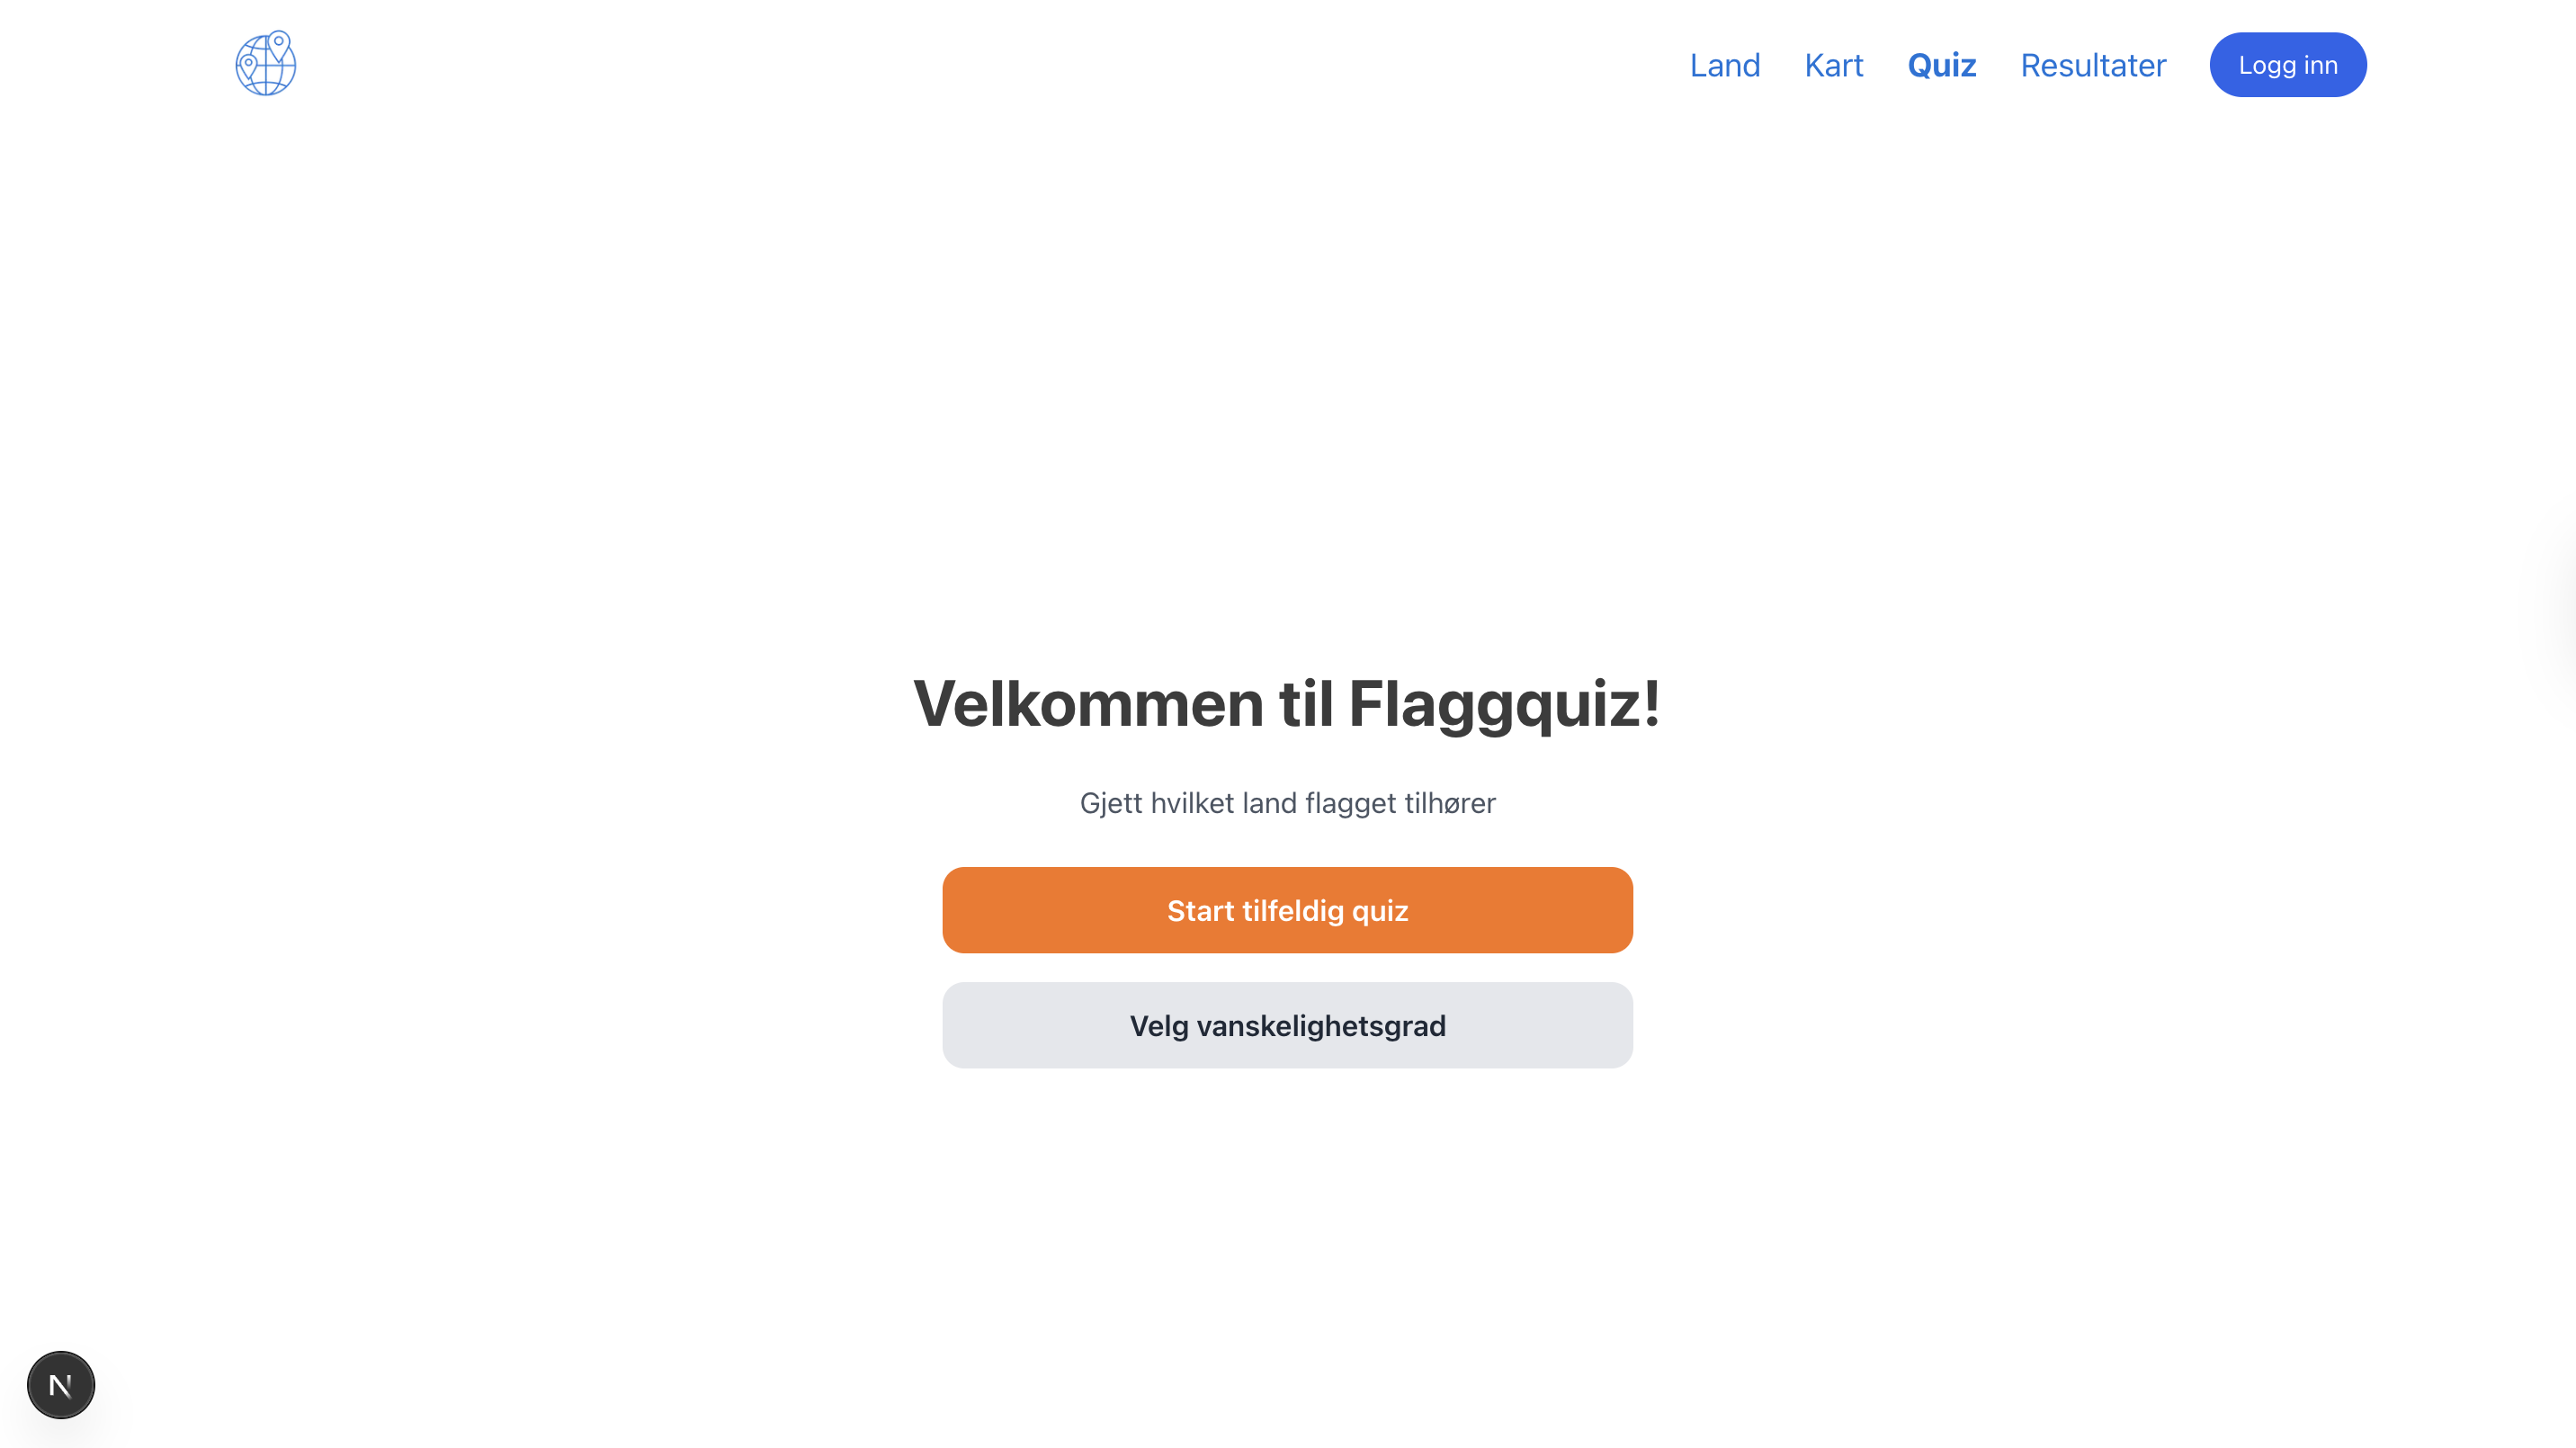 Land Kart Quiz Resultater Logg inn
Velkommen til Flaggquiz!
Gjett hvilket land flagget tilhører
Start tilfeldig quiz
Velg vanskelighetsgrad
N